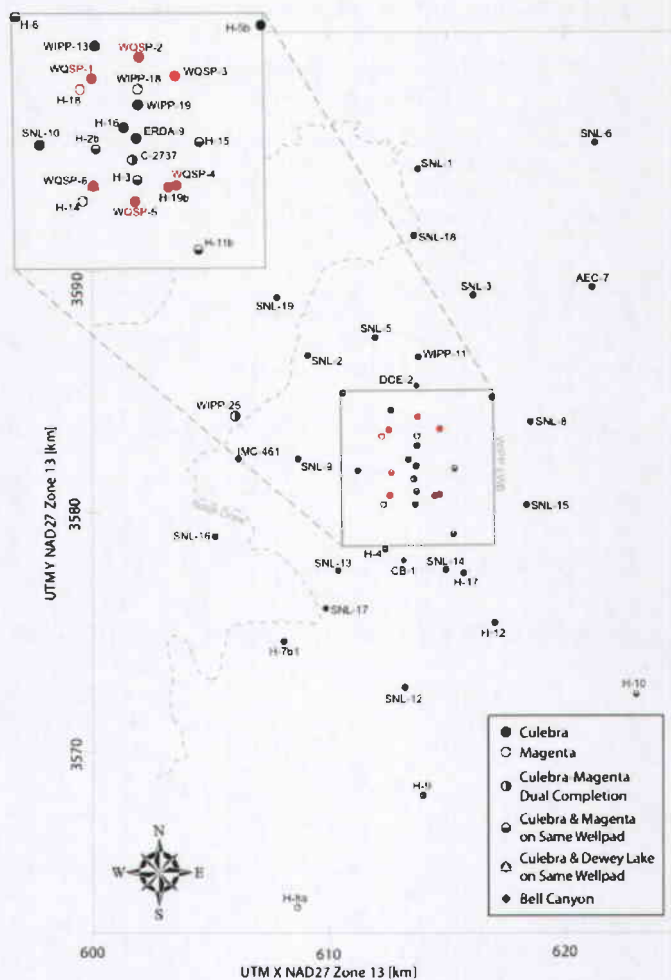 H-6
H-5b
WIPP-13
WQSP-2
WQSP-1
WQSP-3
WIPP-18
H-18
WIPP-19
H-16
SNL-10
ERDA-9
H-2b
H-15
C-2737
H-3
WQSP-4
WQSP-6
H-19b
H-14
WQSP-5
H-11b
SNL-6
SNL-1
SNL-18
3590
SNL-3
AEC-7
SNL-19
SNL-5
SNL-2
WIPP-11
DOE-2
WIPP-25
SNL-8
IMC-461
SNL-9
3580
SNL-15
SNL-16
H-4
SNL-13
CB-1
SNL-14
H-17
SNL-17
H-12
H-7b1
H-10
SNL-12
3570
H-9
H-8a
UTM Y NAD27 Zone 13 [km]
Culebra
Magenta
Culebra-Magenta
Dual Completion
Culebra & Magenta
on Same Wellpad
Culebra & Dewey Lake
on Same Wellpad
Bell Canyon
N
W
E
S
600
610
620
UTM X NAD27 Zone 13 [km]